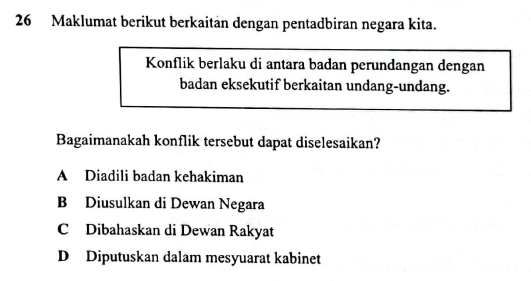 26 Maklumat berikut berkaitan dengan pentadbiran negara kita.
Konflik berlaku di antara badan perundangan dengan
badan eksekutif berkaitan undang-undang.
Bagaimanakah konflik tersebut dapat diselesaikan?
A Diadili badan kehakiman
B Diusulkan di Dewan Negara
C Dibahaskan di Dewan Rakyat
D Diputuskan dalam mesyuarat kabinet